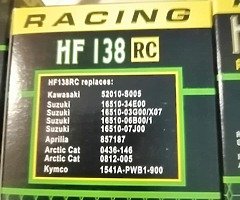 RACING
HF 138 RC
HF138RC replaces:
Kawasaki 52010-S005
Suzuki 16510-34E00
Suzuki 16510-03G00/X07
Suzuki 16510-06B00/1
Suzuki 16510-07J00
Aprilia 857187
Arctic Cat 0436-146
Arctic Cat 0812-005
Kymco 1541A-PWB1-900